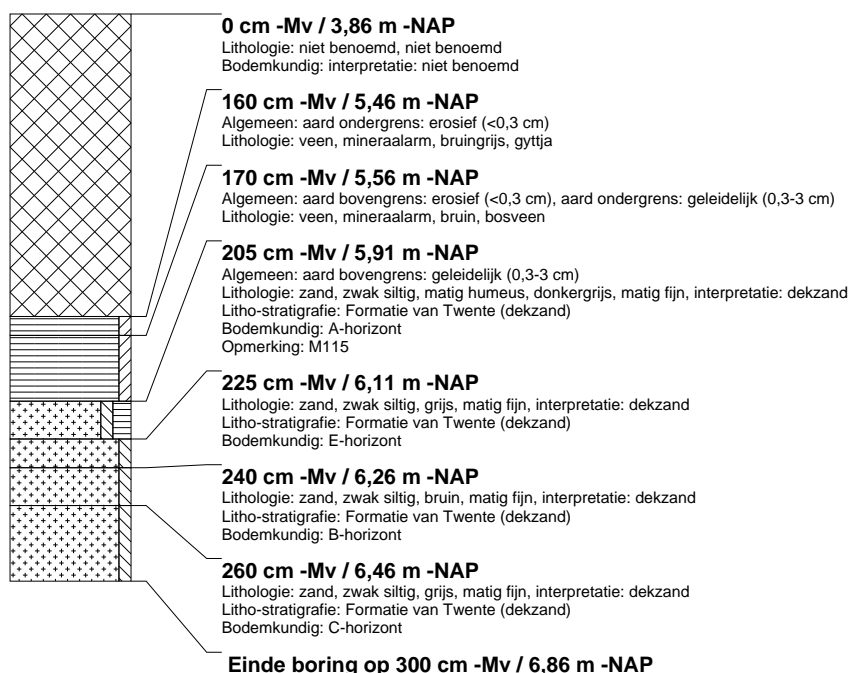 0 cm -Mv / 3,86 m -NAP
Lithologie: niet benoemd, niet benoemd
Bodemkundig: interpretatie: niet benoemd
160 cm -Mv / 5,46 m -NAP
Algemeen: aard ondergrens: erosief (<0,3 cm)
Lithologie: veen, mineraalarm, bruingrijs, gyttja
170 cm -Mv / 5,56 m -NAP
Algemeen: aard bovengrens: erosief (<0,3 cm), aard ondergrens: geleidelijk (0,3-3 cm)
Lithologie: veen, mineraalarm, bruin, bosveen
205 cm -Mv / 5,91 m -NAP
Algemeen: aard bovengrens: geleidelijk (0,3-3 cm)
Lithologie: zand, zwak siltig, matig humeus, donkergrijs, matig fijn, interpretatie: dekzand
Litho-stratigrafie: Formatie van Twente (dekzand)
Bodemkundig: A-horizont
Opmerking: M115
225 cm -Mv / 6,11 m -NAP
Lithologie: zand, zwak siltig, grijs, matig fijn, interpretatie: dekzand
Litho-stratigrafie: Formatie van Twente (dekzand)
Bodemkundig: E-horizont
240 cm -Mv / 6,26 m -NAP
Lithologie: zand, zwak siltig, bruin, matig fijn, interpretatie: dekzand
Litho-stratigrafie: Formatie van Twente (dekzand)
Bodemkundig: B-horizont
260 cm -Mv / 6,46 m -NAP
Lithologie: zand, zwak siltig, grijs, matig fijn, interpretatie: dekzand
Litho-stratigrafie: Formatie van Twente (dekzand)
Bodemkundig: C-horizont
Einde boring op 300 cm -Mv / 6,86 m -NAP